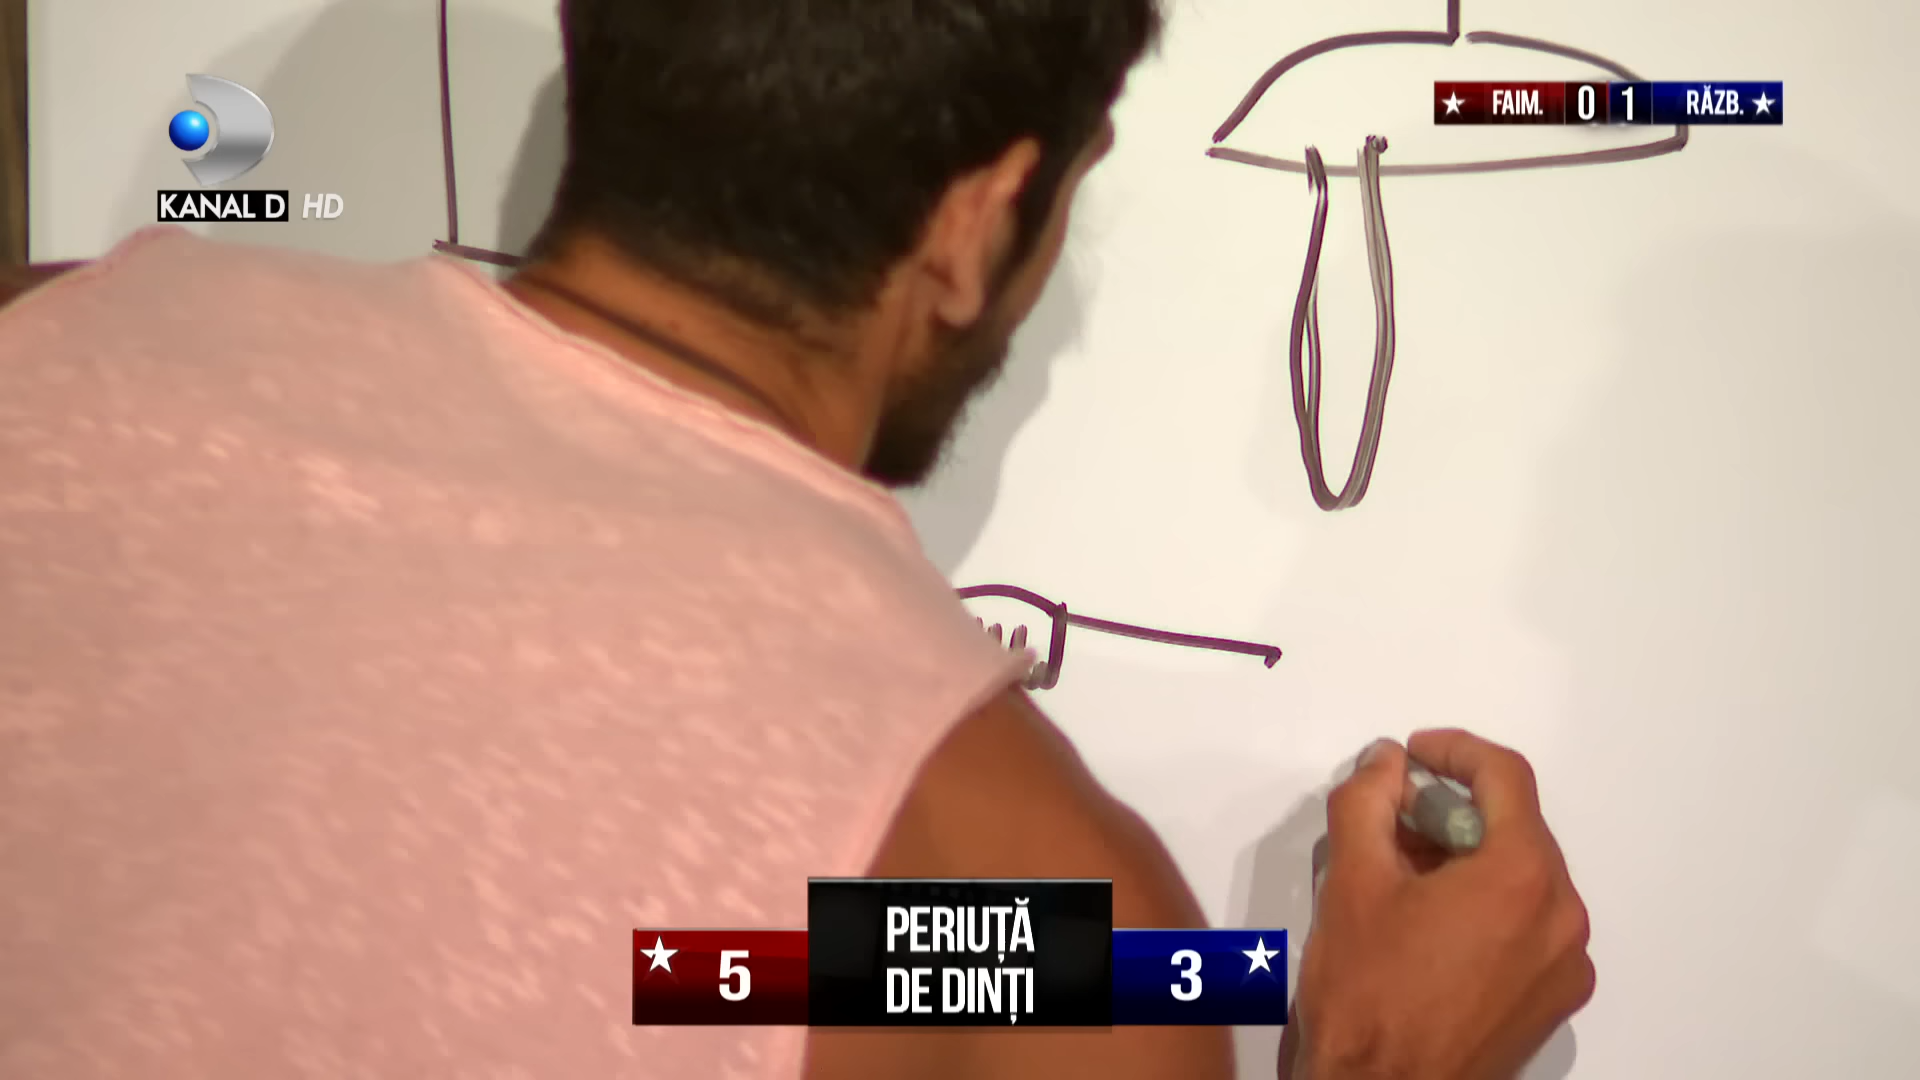 KANAL D HD
★ FAIM. 0 1 RĂZB. ★
★ 5
PERIUȚĂ
DE DINȚI
3 ★